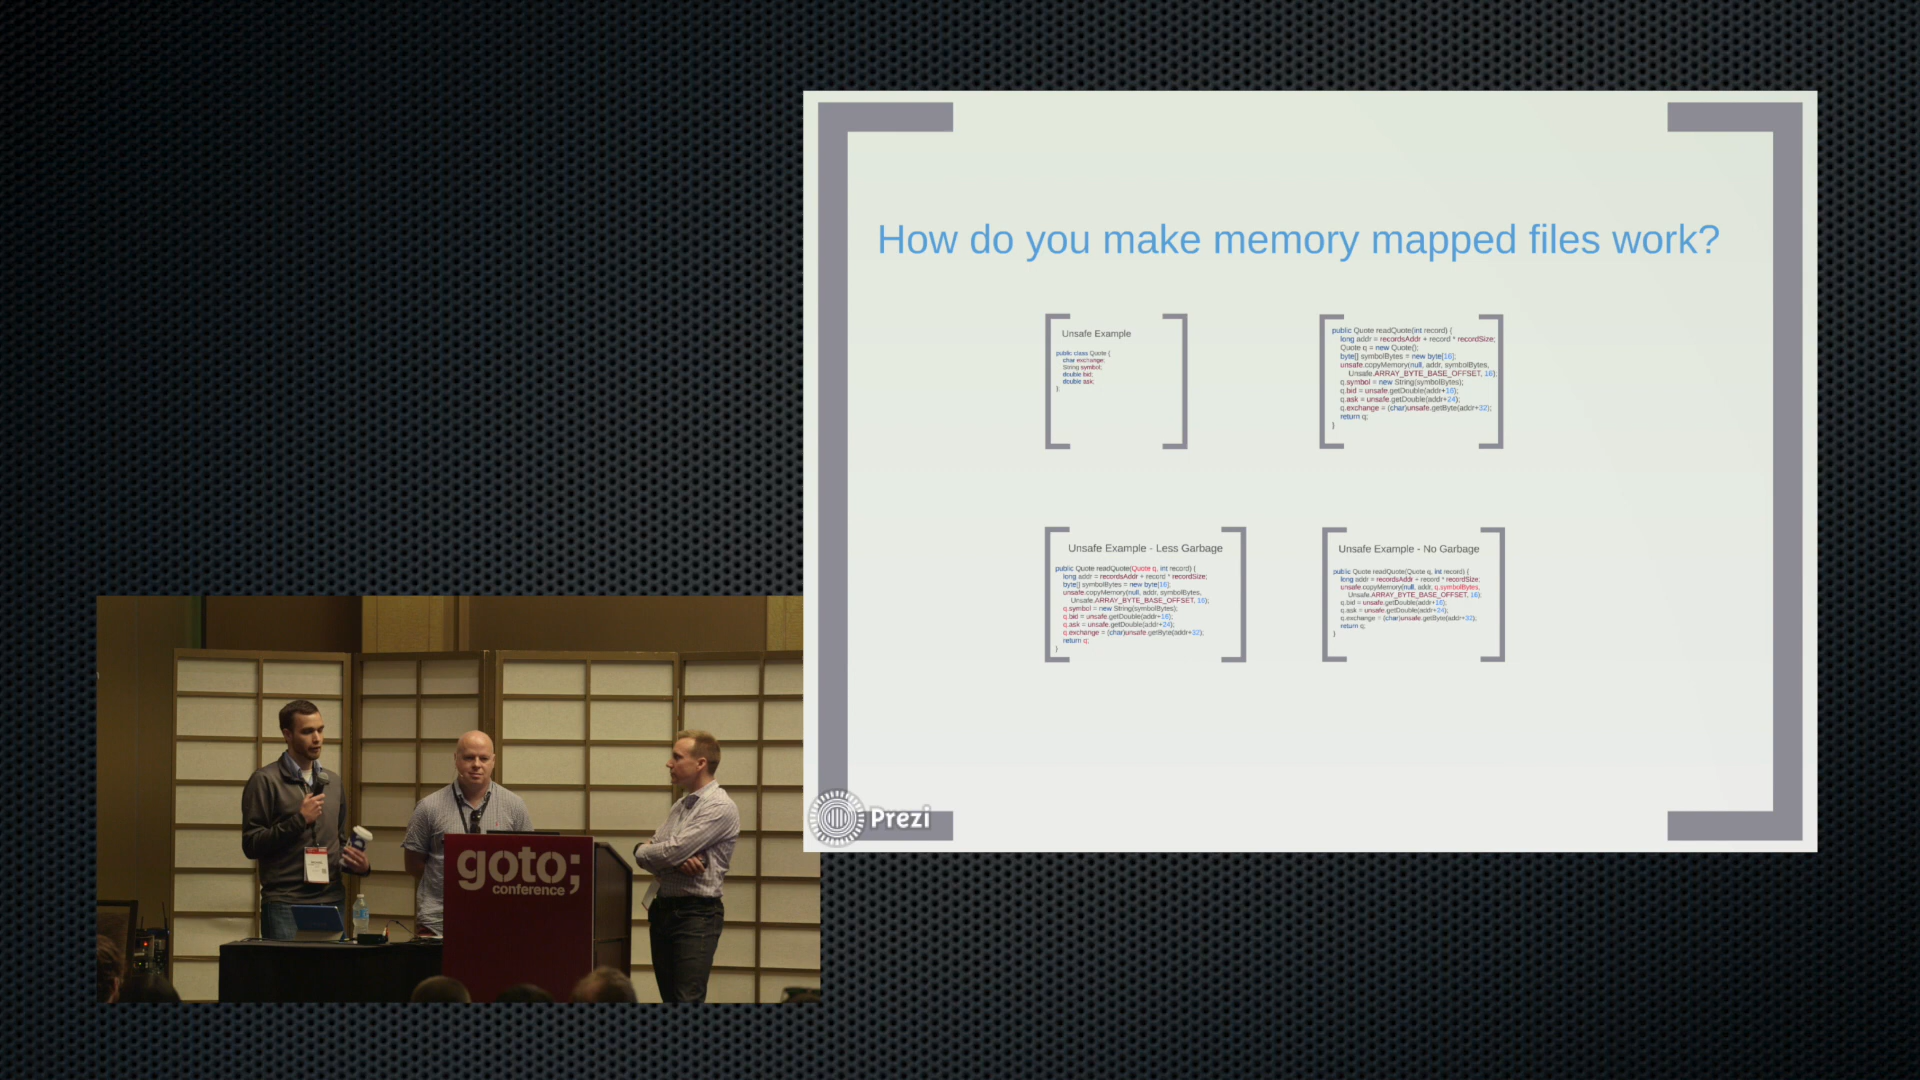 How do you make memory mapped files work?
Unsafe Example
public class Quote {
char exchange;
String symbol;
double bid;
double ask;
}
public Quote readQuote(int record) {
long addr = recordsAddr + record * recordSize;
Quote q = new Quote();
byte[] symbolBytes = new byte[16];
unsafe.copyMemory(null, addr, symbolBytes,
Unsafe.ARRAY_BYTE_BASE_OFFSET, 16);
q.symbol = new String(symbolBytes);
q.bid = unsafe.getDouble(addr+16);
q.ask = unsafe.getDouble(addr+24);
q.exchange = (char)unsafe.getByte(addr+32);
return q;
}
Unsafe Example - Less Garbage
public Quote readQuote(Quote q, int record) {
long addr = recordsAddr + record * recordSize;
byte[] symbolBytes = new byte[16];
unsafe.copyMemory(null, addr, symbolBytes,
Unsafe.ARRAY_BYTE_BASE_OFFSET, 16);
q.symbol = new String(symbolBytes);
q.bid = unsafe.getDouble(addr+16);
q.ask = unsafe.getDouble(addr+24);
q.exchange = (char)unsafe.getByte(addr+32);
return q;
}
Unsafe Example - No Garbage
public Quote readQuote(Quote q, int record) {
long addr = recordsAddr + record * recordSize;
unsafe.copyMemory(null, addr, q.symbolBytes,
Unsafe.ARRAY_BYTE_BASE_OFFSET, 16);
q.bid = unsafe.getDouble(addr+16);
q.ask = unsafe.getDouble(addr+24);
q.exchange = (char)unsafe.getByte(addr+32);
return q;
}
Prezi
goto;
conference